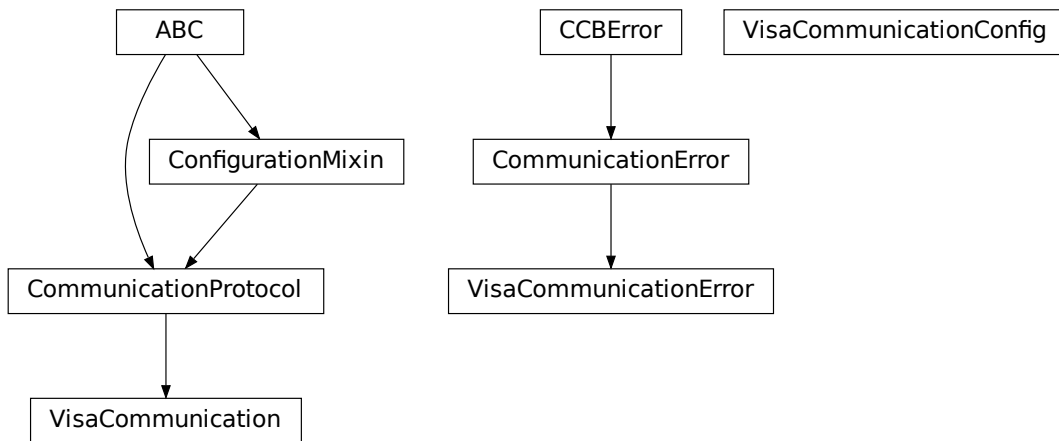 ABC
CCBError
VisaCommunicationConfig
ConfigurationMixin
CommunicationError
CommunicationProtocol
VisaCommunicationError
VisaCommunication